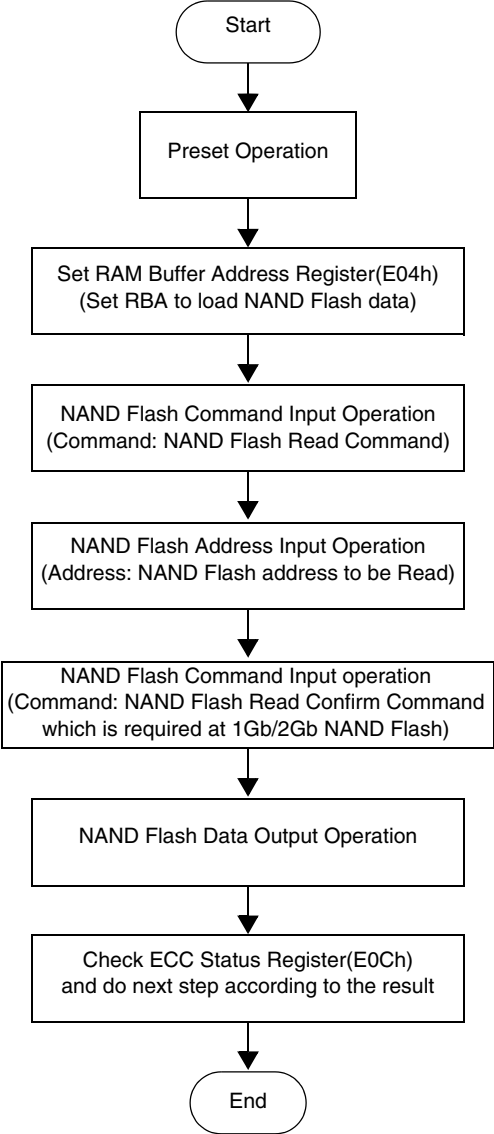 Start
Preset Operation
Set RAM Buffer Address Register(E04h)
(Set RBA to load NAND Flash data)
NAND Flash Command Input Operation
(Command: NAND Flash Read Command)
NAND Flash Address Input Operation
(Address: NAND Flash address to be Read)
NAND Flash Command Input operation
(Command: NAND Flash Read Confirm Command
which is required at 1Gb/2Gb NAND Flash)
NAND Flash Data Output Operation
Check ECC Status Register(E0Ch)
and do next step according to the result
End